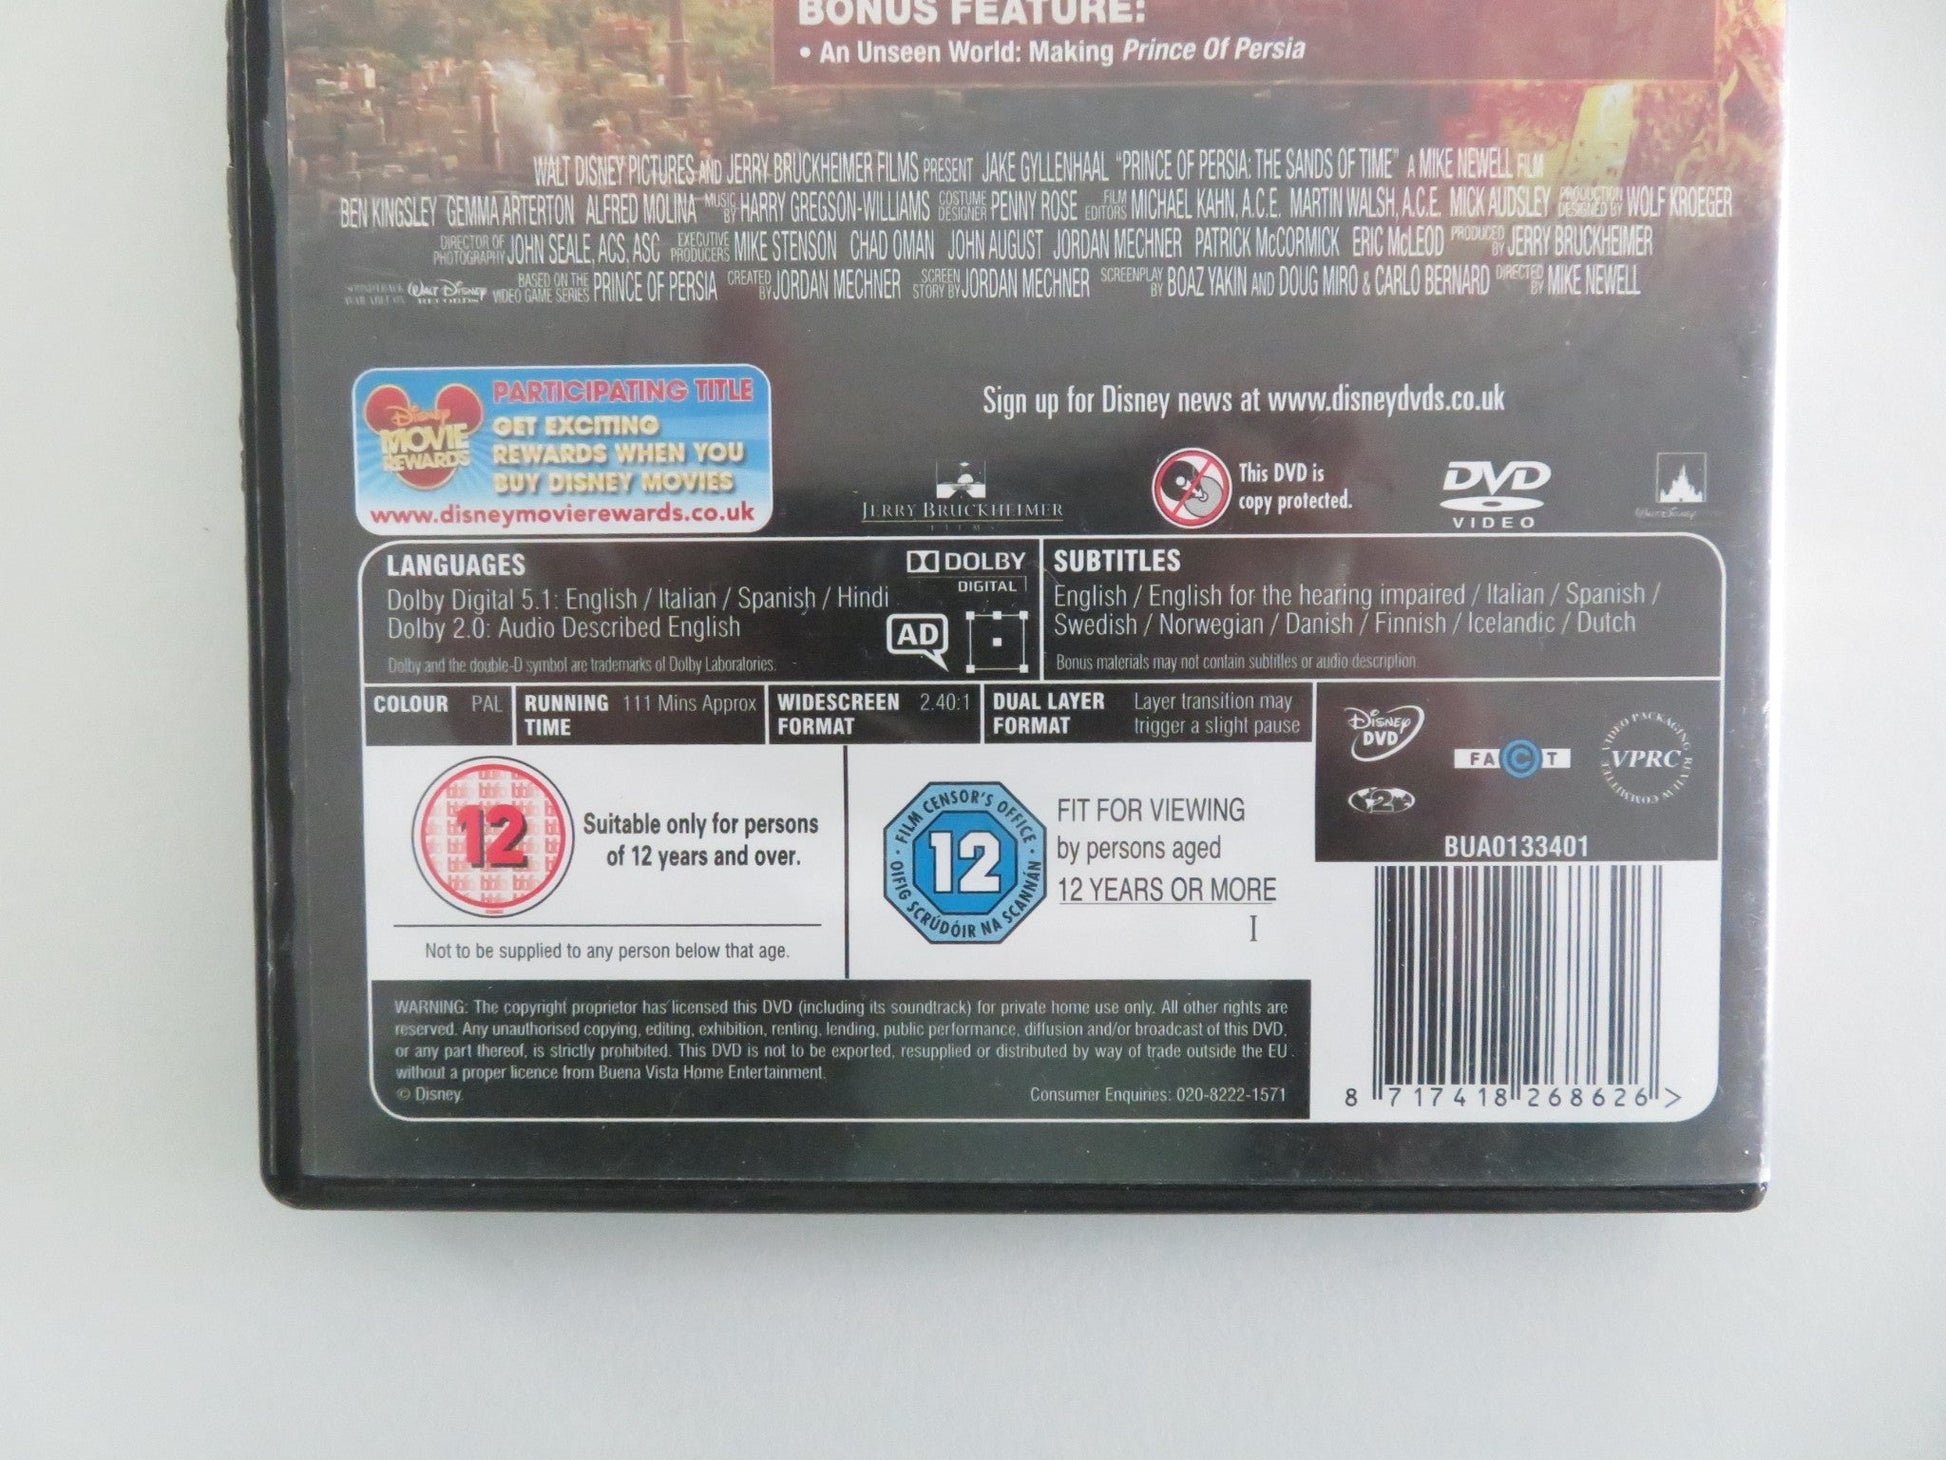 BONUS FEATURE:
• An Unseen World: Making Prince Of Persia
WALT DISNEY PICTURES AND JERRY BRUCKHEIMER FILMS PRESENT JAKE GYLLENHAAL "PRINCE OF PERSIA: THE SANDS OF TIME" A MIKE NEWELL FILM
BEN KINGSLEY GEMMA ARTERTON ALFRED MOLINA MUSIC BY HARRY GREGSON-WILLIAMS COSTUME DESIGNER PENNY ROSE FILM EDITORS MICHAEL KAHN, A.C.E. MARTIN WALSH, A.C.E. MICK AUDSLEY PRODUCTION DESIGNED BY WOLF KROEGER
DIRECTOR OF PHOTOGRAPHY JOHN SEALE, ACS, ASC EXECUTIVE PRODUCERS MIKE STENSON CHAD OMAN JOHN AUGUST JORDAN MECHNER PATRICK McCORMICK ERIC McLEOD PRODUCED BY JERRY BRUCKHEIMER
SOUNDTRACK AVAILABLE ON WALT DISNEY RECORDS BASED ON THE VIDEO GAME SERIES PRINCE OF PERSIA CREATED BY JORDAN MECHNER SCREEN STORY BY JORDAN MECHNER SCREENPLAY BY BOAZ YAKIN AND DOUG MIRO & CARLO BERNARD DIRECTED BY MIKE NEWELL
Disney
MOVIE
REWARDS
PARTICIPATING TITLE
GET EXCITING
REWARDS WHEN YOU
BUY DISNEY MOVIES
www.disneymovierewards.co.uk
Sign up for Disney news at www.disneydvds.co.uk
JERRY BRUCKHEIMER
FILMS
This DVD is
copy protected.
DVD
VIDEO
WALT DISNEY
LANGUAGES
DOLBY
DIGITAL
Dolby Digital 5.1: English / Italian / Spanish / Hindi
Dolby 2.0: Audio Described English
AD
Dolby and the double-D symbol are trademarks of Dolby Laboratories.
SUBTITLES
English / English for the hearing impaired / Italian / Spanish /
Swedish / Norwegian / Danish / Finnish / Icelandic / Dutch
Bonus materials may not contain subtitles or audio description.
COLOUR PAL
RUNNING TIME 111 Mins Approx
WIDESCREEN FORMAT 2.40:1
DUAL LAYER FORMAT Layer transition may
trigger a slight pause
DISNEY
DVD
FACT
VIDEO PACKAGING REVIEW COMMITTEE
VPRC
2
BUA0133401
12
Suitable only for persons
of 12 years and over.
Not to be supplied to any person below that age.
· FILM CENSOR'S OFFICE ·
12
OIFIG SCRÚDÓIR NA SCANNÁN
FIT FOR VIEWING
by persons aged
12 YEARS OR MORE
I
WARNING: The copyright proprietor has licensed this DVD (including its soundtrack) for private home use only. All other rights are
reserved. Any unauthorised copying, editing, exhibition, renting, lending, public performance, diffusion and/or broadcast of this DVD,
or any part thereof, is strictly prohibited. This DVD is not to be exported, resupplied or distributed by way of trade outside the EU
without a proper licence from Buena Vista Home Entertainment.
© Disney. Consumer Enquiries: 020-8222-1571
8 717418 268626 >